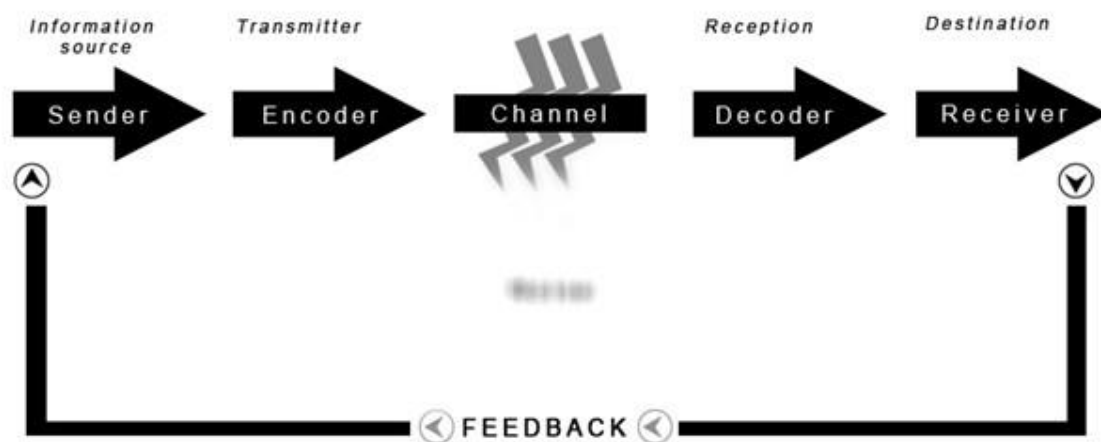 Information
source
Transmitter
Reception
Destination
Sender
Encoder
Channel
Decoder
Receiver
FEEDBACK